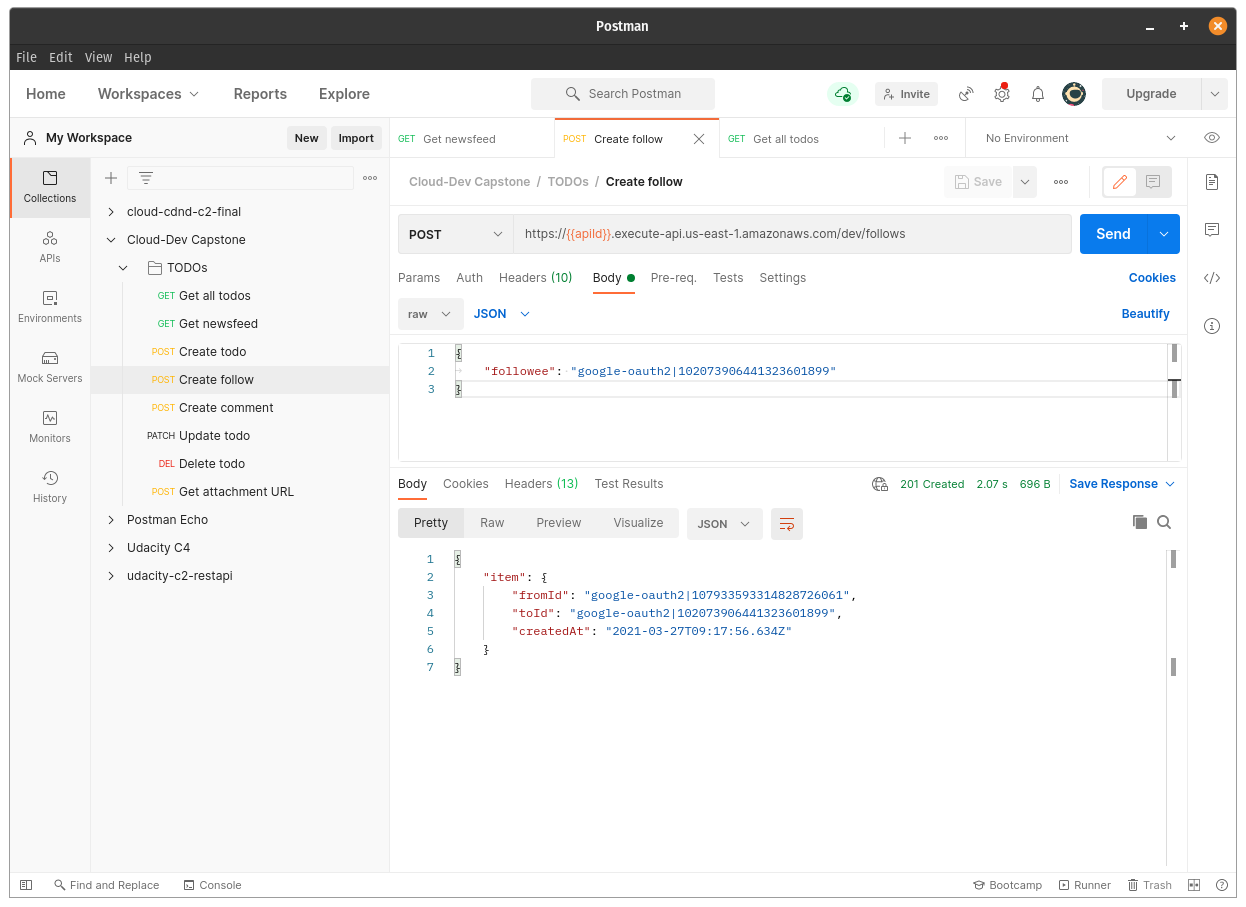 Postman
File Edit View Help
Home Workspaces Reports Explore Search Postman Invite Upgrade
My Workspace New Import
GET Get newsfeed POST Create follow GET Get all todos No Environment
Collections
APIs
Environments
Mock Servers
Monitors
History
cloud-cdnd-c2-final
Cloud-Dev Capstone
TODOs
GET Get all todos
GET Get newsfeed
POST Create todo
POST Create follow
POST Create comment
PATCH Update todo
DEL Delete todo
POST Get attachment URL
Postman Echo
Udacity C4
udacity-c2-restapi
Cloud-Dev Capstone / TODOs / Create follow Save
POST https://{{apiId}}.execute-api.us-east-1.amazonaws.com/dev/follows Send
Params Auth Headers (10) Body Pre-req. Tests Settings Cookies
raw JSON Beautify
1 {
2 "followee": "google-oauth2|102073906441323601899"
3 }
Body Cookies Headers (13) Test Results 201 Created 2.07 s 696 B Save Response
Pretty Raw Preview Visualize JSON
1 {
2 "item": {
3 "fromId": "google-oauth2|107933593314828726061",
4 "toId": "google-oauth2|102073906441323601899",
5 "createdAt": "2021-03-27T09:17:56.634Z"
6 }
7 }
Find and Replace Console Bootcamp Runner Trash